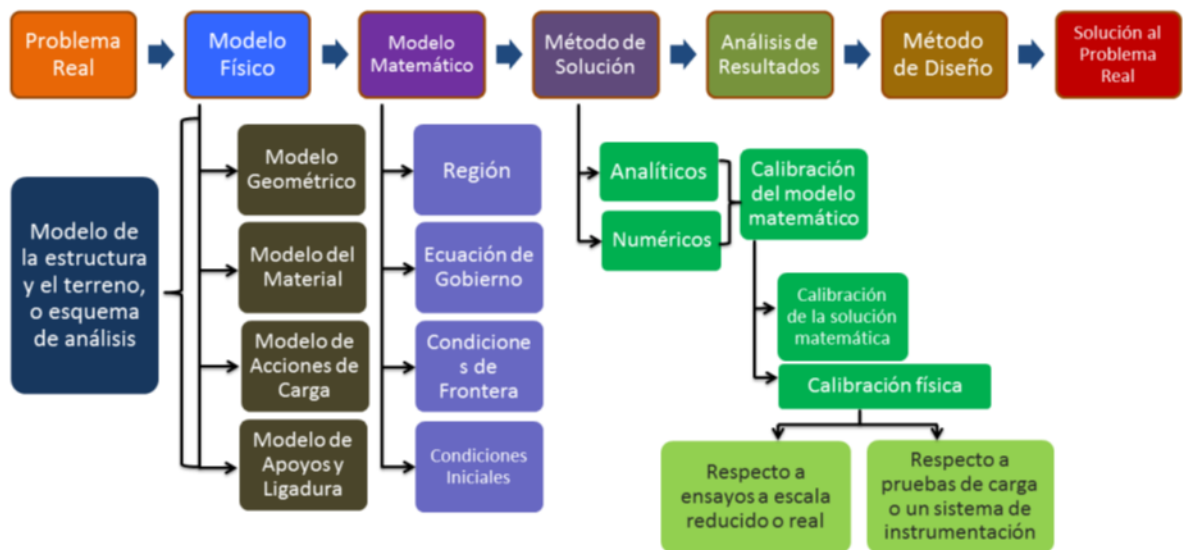 Problema
Real
Modelo
Físico
Modelo
Matemático
Método de
Solución
Análisis de
Resultados
Método
de Diseño
Solución al
Problema
Real
Modelo de
la estructura
y el terreno,
o esquema
de análisis
Modelo
Geométrico
Modelo del
Material
Modelo de
Acciones de
Carga
Modelo de
Apoyos y
Ligadura
Región
Ecuación de
Gobierno
Condicione
s de
Frontera
Condiciones
Iniciales
Analíticos
Numéricos
Calibración
del modelo
matemático
Calibración
de la solución
matemática
Calibración física
Respecto a
ensayos a escala
reducido o real
Respecto a
pruebas de carga
o un sistema de
instrumentación